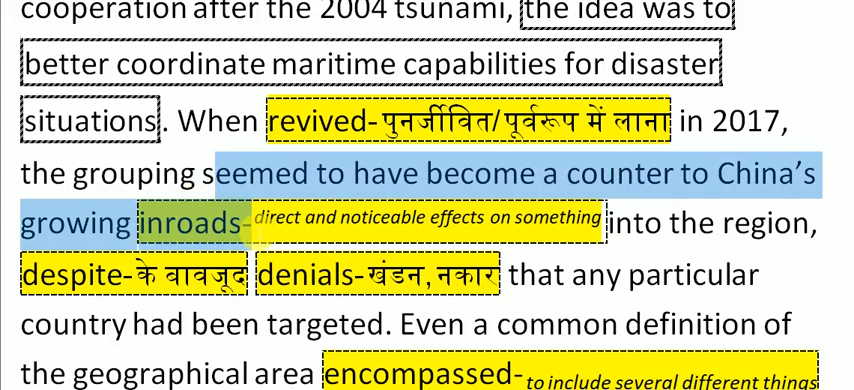 cooperation after the 2004 tsunami, the idea was to
better coordinate maritime capabilities for disaster
situations. When revived-पुनर्जीवित/पूर्वरूप में लाना in 2017,
the grouping seemed to have become a counter to China’s
growing inroads-direct and noticeable effects on something into the region,
despite-के बावजूद denials-खंडन, नकार that any particular
country had been targeted. Even a common definition of
the geographical area encompassed-to include several different things